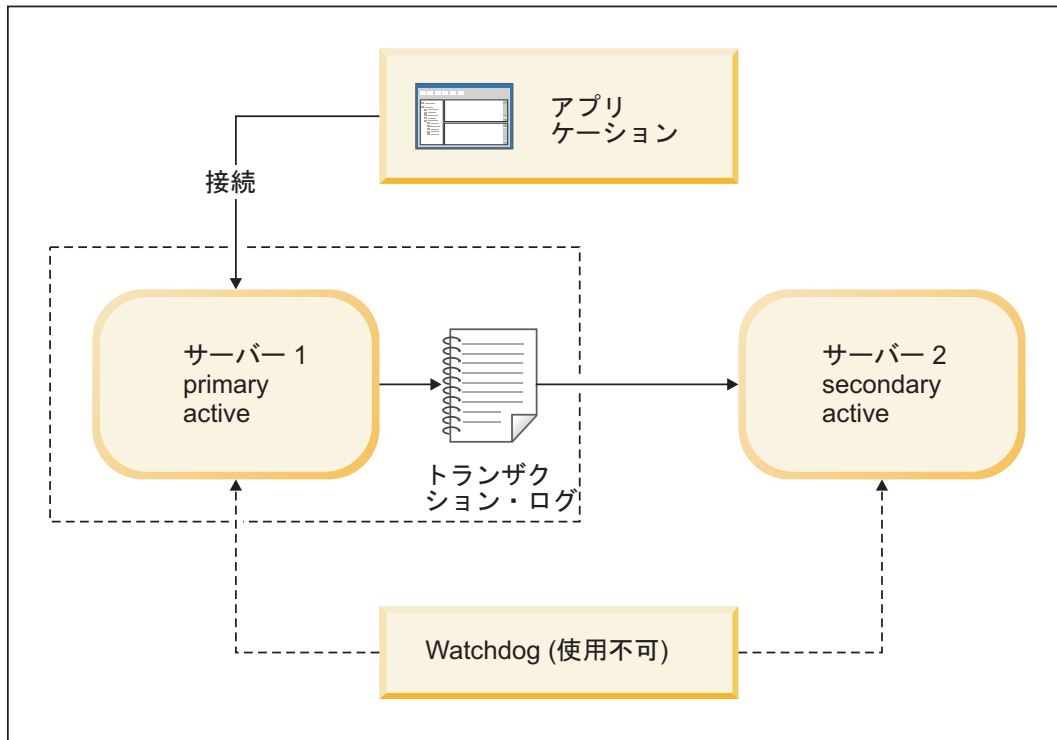 アプリ
ケーション
接続
サーバー 1
primary
active
トランザク
ション・ログ
サーバー 2
secondary
active
Watchdog (使用不可)